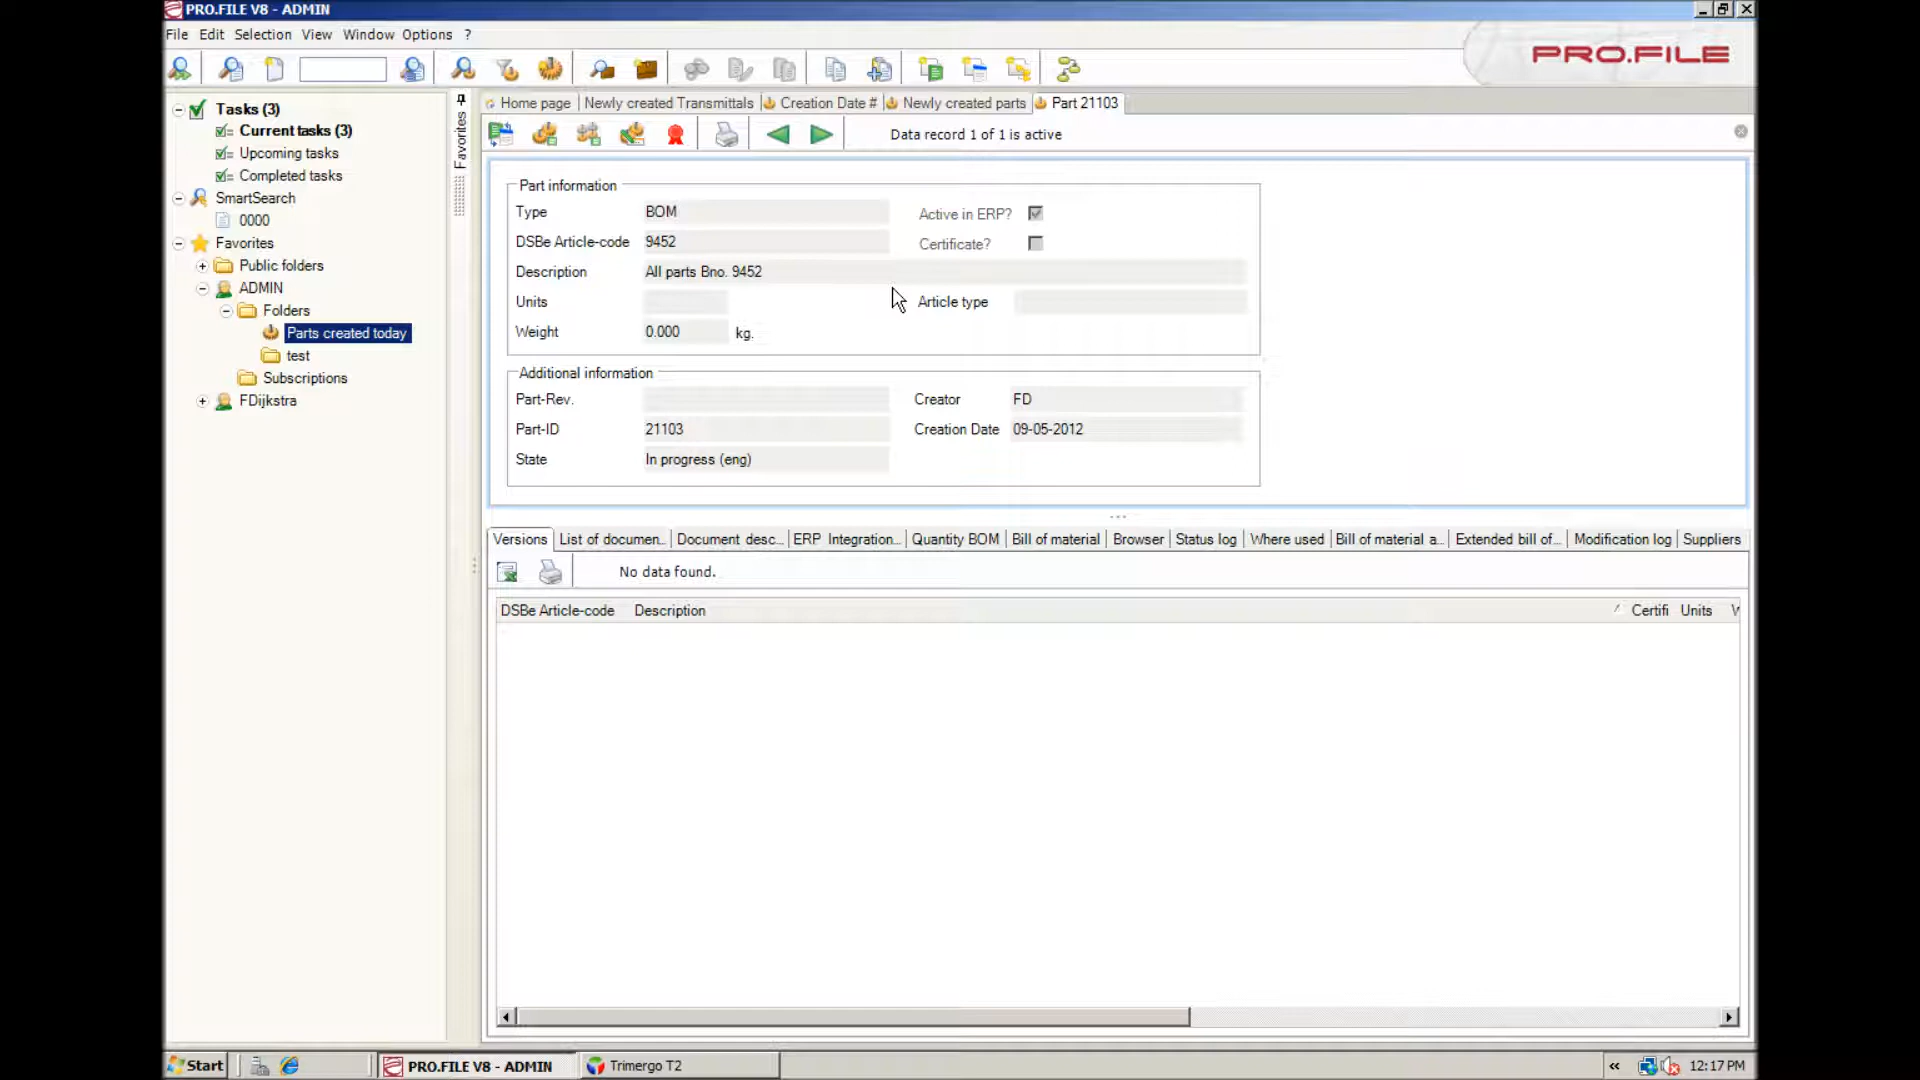 PRO.FILE V8 - ADMIN
File Edit Selection View Window Options ?
PRO.FILE
Tasks (3)
Current tasks (3)
Upcoming tasks
Completed tasks
SmartSearch
0000
Favorites
Public folders
ADMIN
Folders
Parts created today
test
Subscriptions
FDijkstra
Favorites
Home page Newly created Transmittals Creation Date # Newly created parts Part 21103
Data record 1 of 1 is active
Part information
Type BOM Active in ERP?
DSBe Article-code 9452 Certificate?
Description All parts Bno. 9452
Units Article type
Weight 0.000 kg.
Additional information
Part-Rev. Creator FD
Part-ID 21103 Creation Date 09-05-2012
State In progress (eng)
Versions List of documen... Document desc... ERP Integration... Quantity BOM Bill of material Browser Status log Where used Bill of material a... Extended bill of... Modification log Suppliers
No data found.
DSBe Article-code Description Certifi Units
Start PRO.FILE V8 - ADMIN Trimergo T2 « 12:17 PM